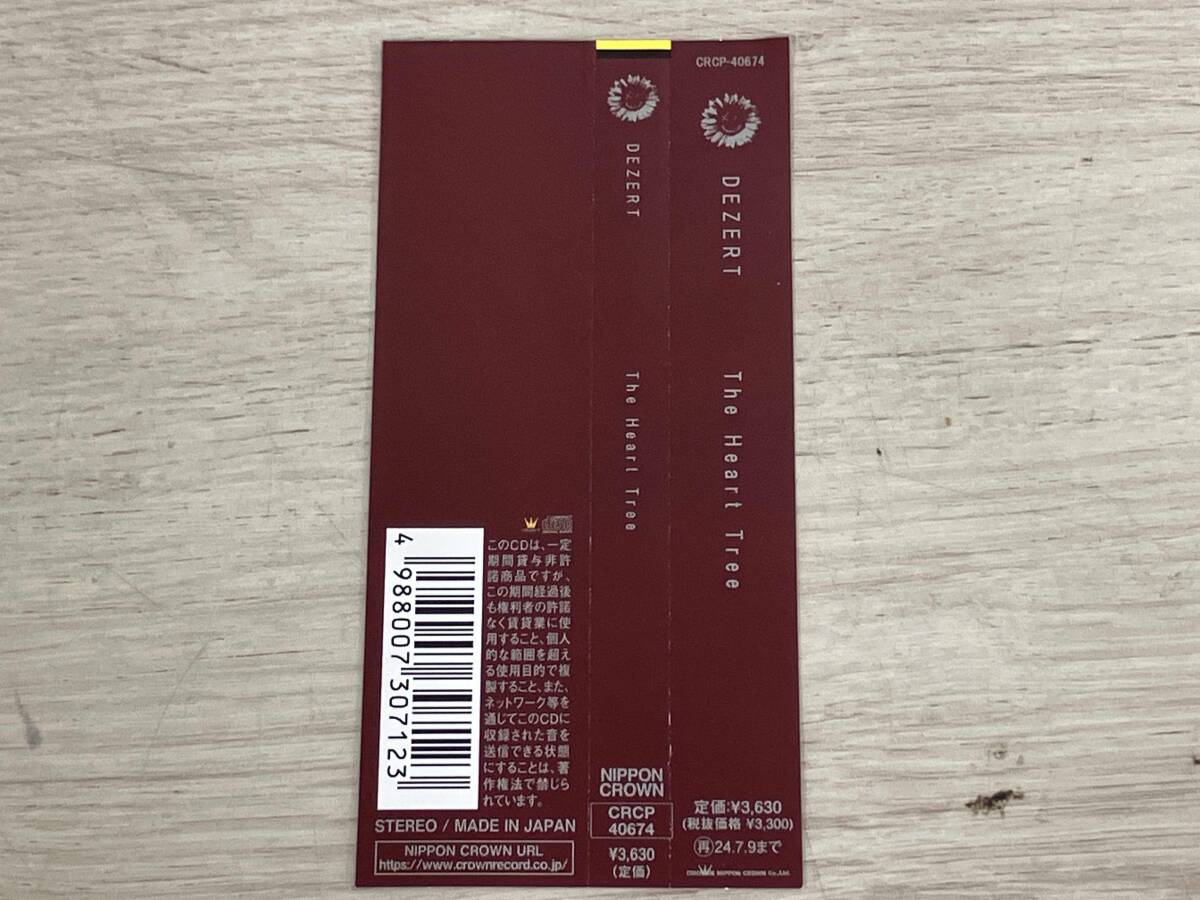 CRCP-40674
DEZERT
The Heart Tree
定価:¥3,630
(税抜価格 ¥3,300)
再24.7.9まで
CROWN NIPPON CROWN Co.,Ltd.
DEZERT
The Heart Tree
NIPPON
CROWN
CRCP
40674
¥3,630
(定価)
このCDは、一定
期間貸与非許
諾商品ですが、
この期間経過後
も権利者の許諾
なく賃貸業に使
用すること、個人
的な範囲を超え
る使用目的で複
製すること、また、
ネットワーク等を
通じてこのCDに
収録された音を
送信できる状態
にすることは、著
作権法で禁じら
れています。
4 988007 307123
STEREO / MADE IN JAPAN
NIPPON CROWN URL
https://www.crownrecord.co.jp/